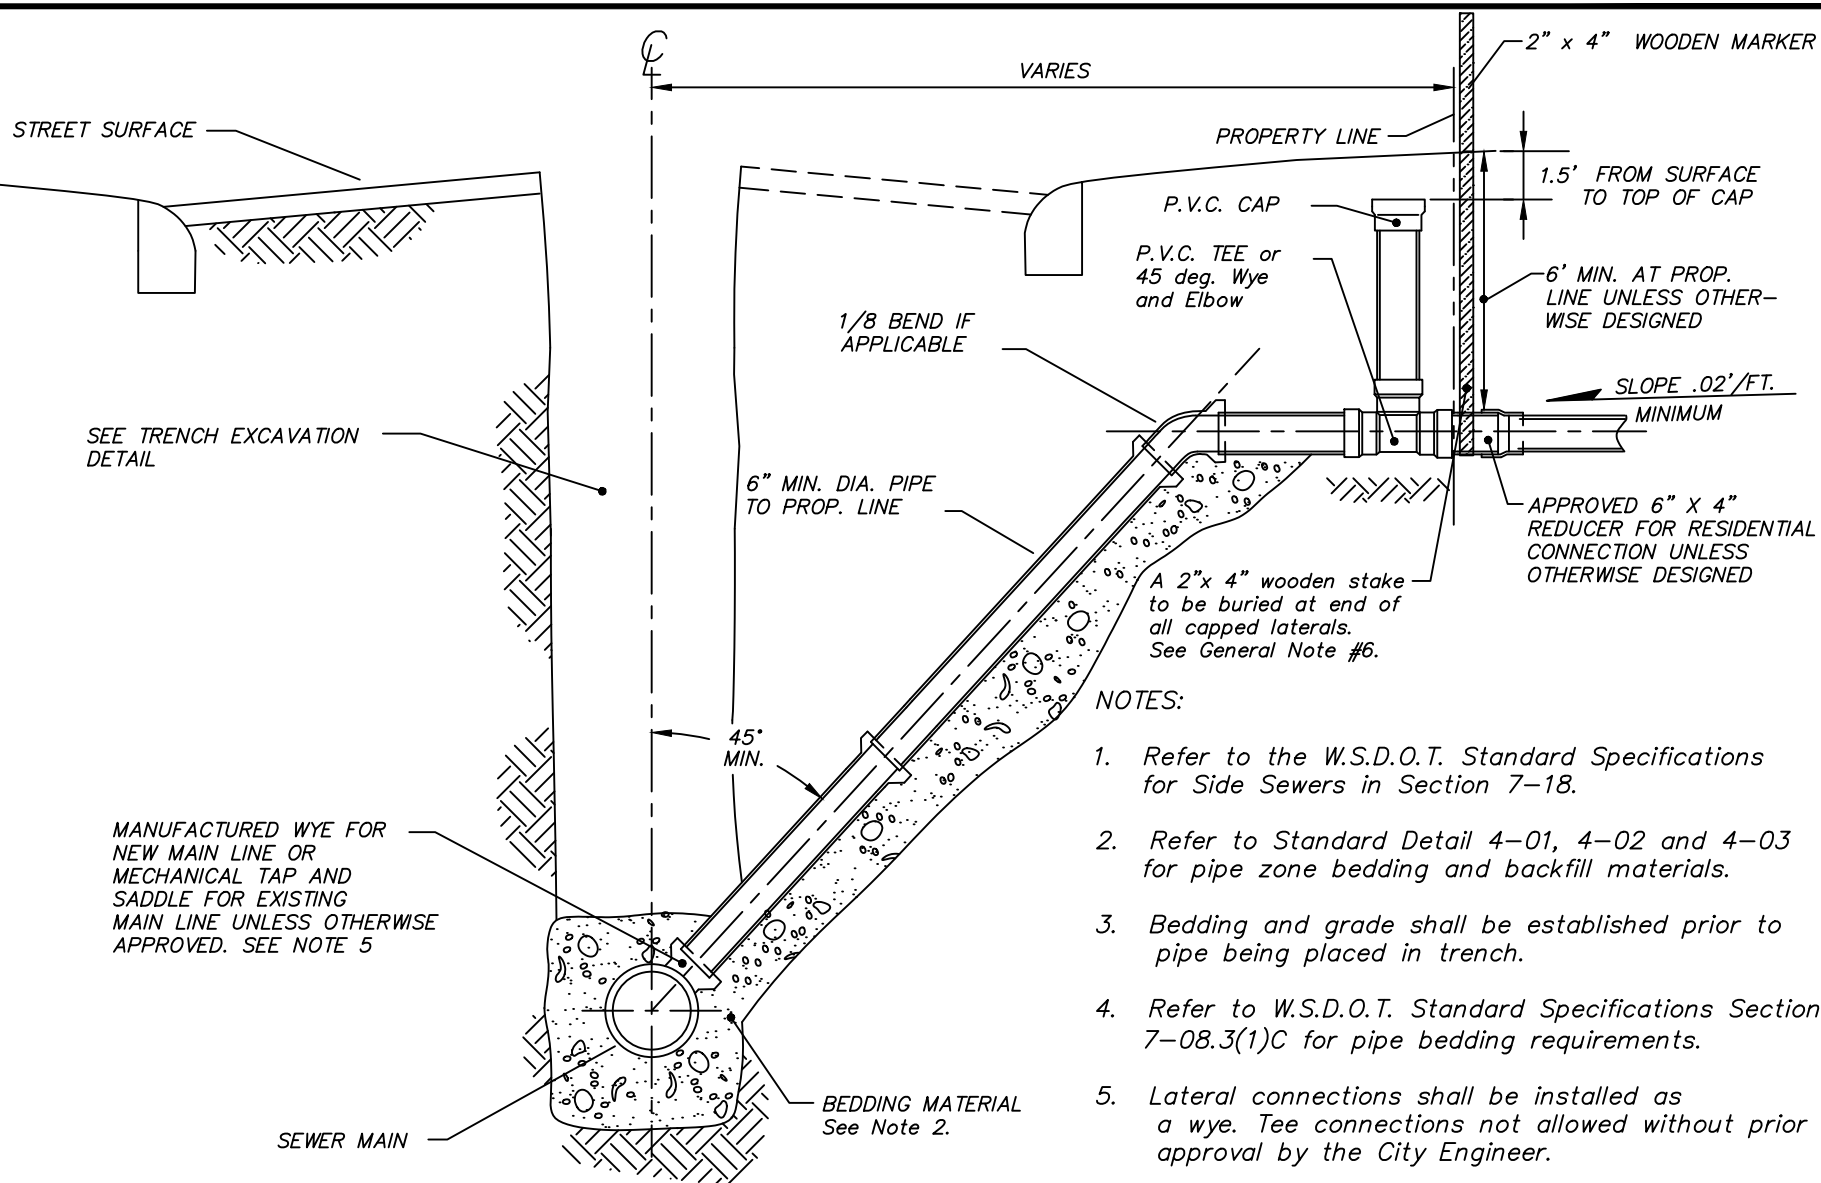 ℄
2” x 4” WOODEN MARKER
VARIES
STREET SURFACE
PROPERTY LINE
1.5’ FROM SURFACE
TO TOP OF CAP
P.V.C. CAP
P.V.C. TEE or
45 deg. Wye
and Elbow
6’ MIN. AT PROP.
LINE UNLESS OTHER–
WISE DESIGNED
1/8 BEND IF
APPLICABLE
SLOPE .02’/FT.
MINIMUM
SEE TRENCH EXCAVATION
DETAIL
6” MIN. DIA. PIPE
TO PROP. LINE
APPROVED 6” X 4”
REDUCER FOR RESIDENTIAL
CONNECTION UNLESS
OTHERWISE DESIGNED
A 2”x 4” wooden stake
to be buried at end of
all capped laterals.
See General Note #6.
45°
MIN.
MANUFACTURED WYE FOR
NEW MAIN LINE OR
MECHANICAL TAP AND
SADDLE FOR EXISTING
MAIN LINE UNLESS OTHERWISE
APPROVED. SEE NOTE 5
SEWER MAIN
BEDDING MATERIAL
See Note 2.
NOTES:
1. Refer to the W.S.D.O.T. Standard Specifications
for Side Sewers in Section 7–18.
2. Refer to Standard Detail 4–01, 4–02 and 4–03
for pipe zone bedding and backfill materials.
3. Bedding and grade shall be established prior to
pipe being placed in trench.
4. Refer to W.S.D.O.T. Standard Specifications Section
7–08.3(1)C for pipe bedding requirements.
5. Lateral connections shall be installed as
a wye. Tee connections not allowed without prior
approval by the City Engineer.